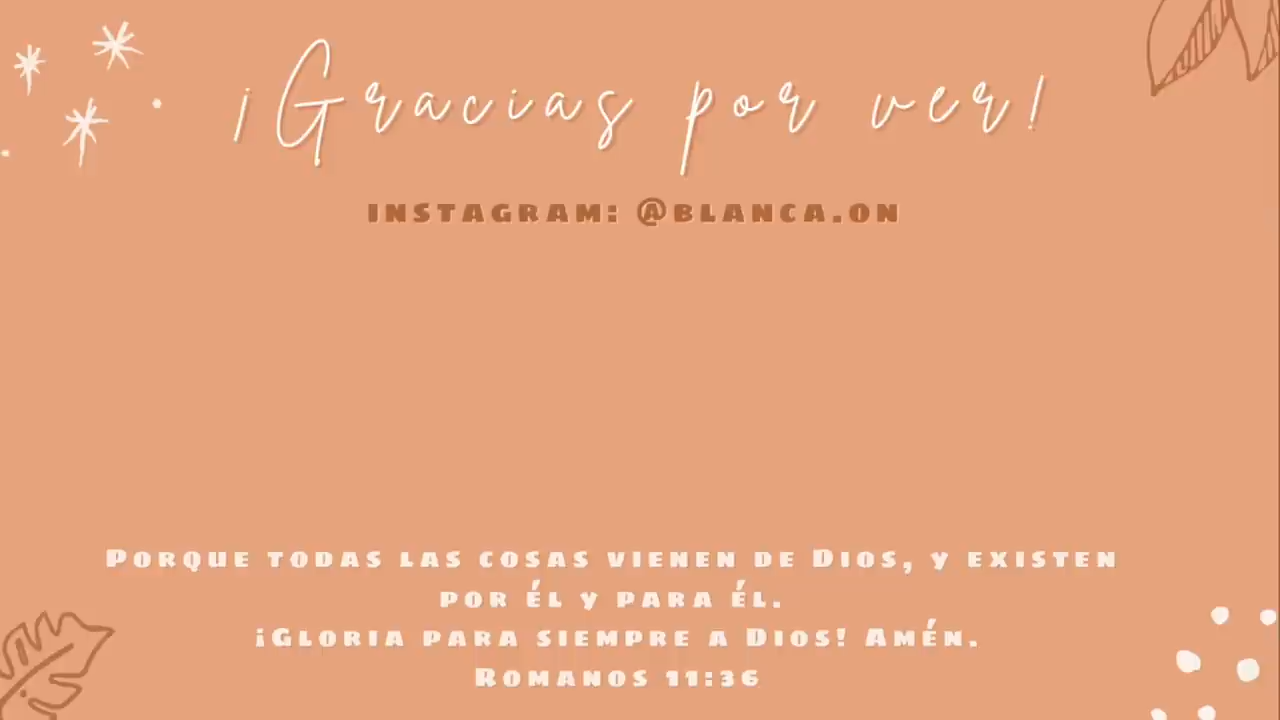 ¡Gracias por ver!
INSTAGRAM: @BLANCA.ON
Porque todas las cosas vienen de Dios, y existen
por él y para él.
¡Gloria para siempre a Dios! Amén.
Romanos 11:36